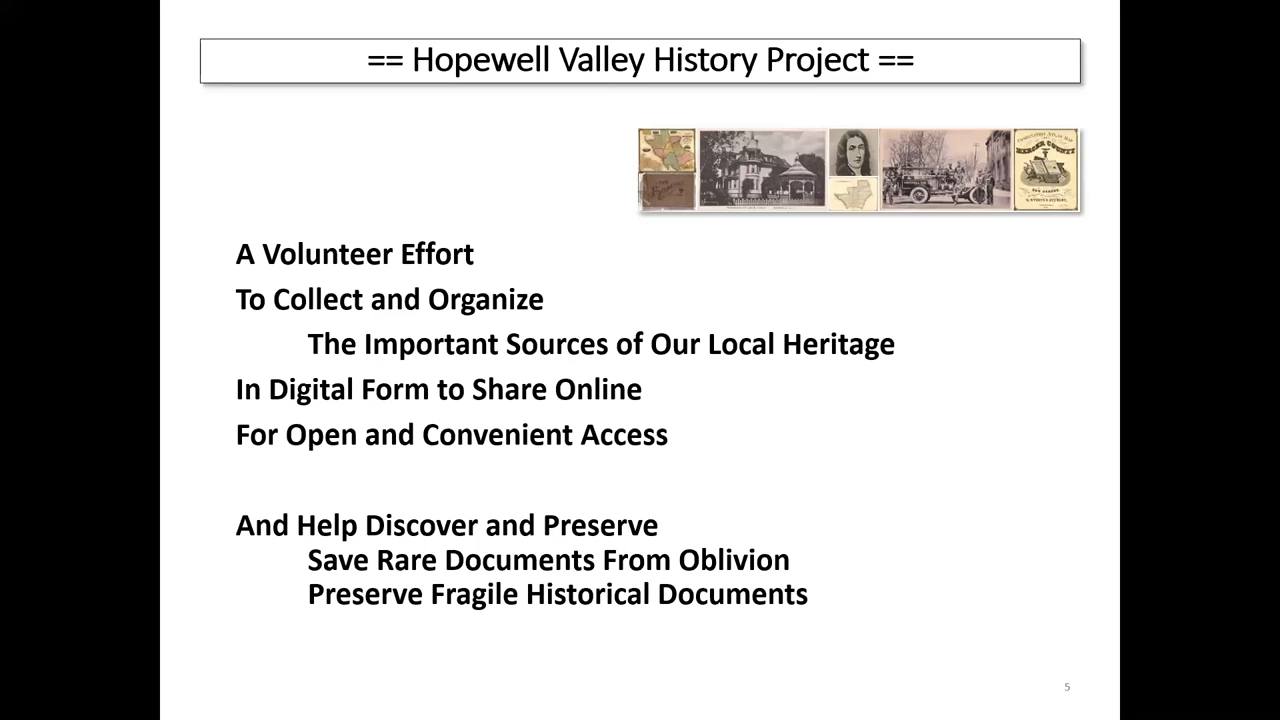 == Hopewell Valley History Project ==
MERCER COUNTY
A Volunteer Effort
To Collect and Organize
The Important Sources of Our Local Heritage
In Digital Form to Share Online
For Open and Convenient Access
And Help Discover and Preserve
Save Rare Documents From Oblivion
Preserve Fragile Historical Documents
5